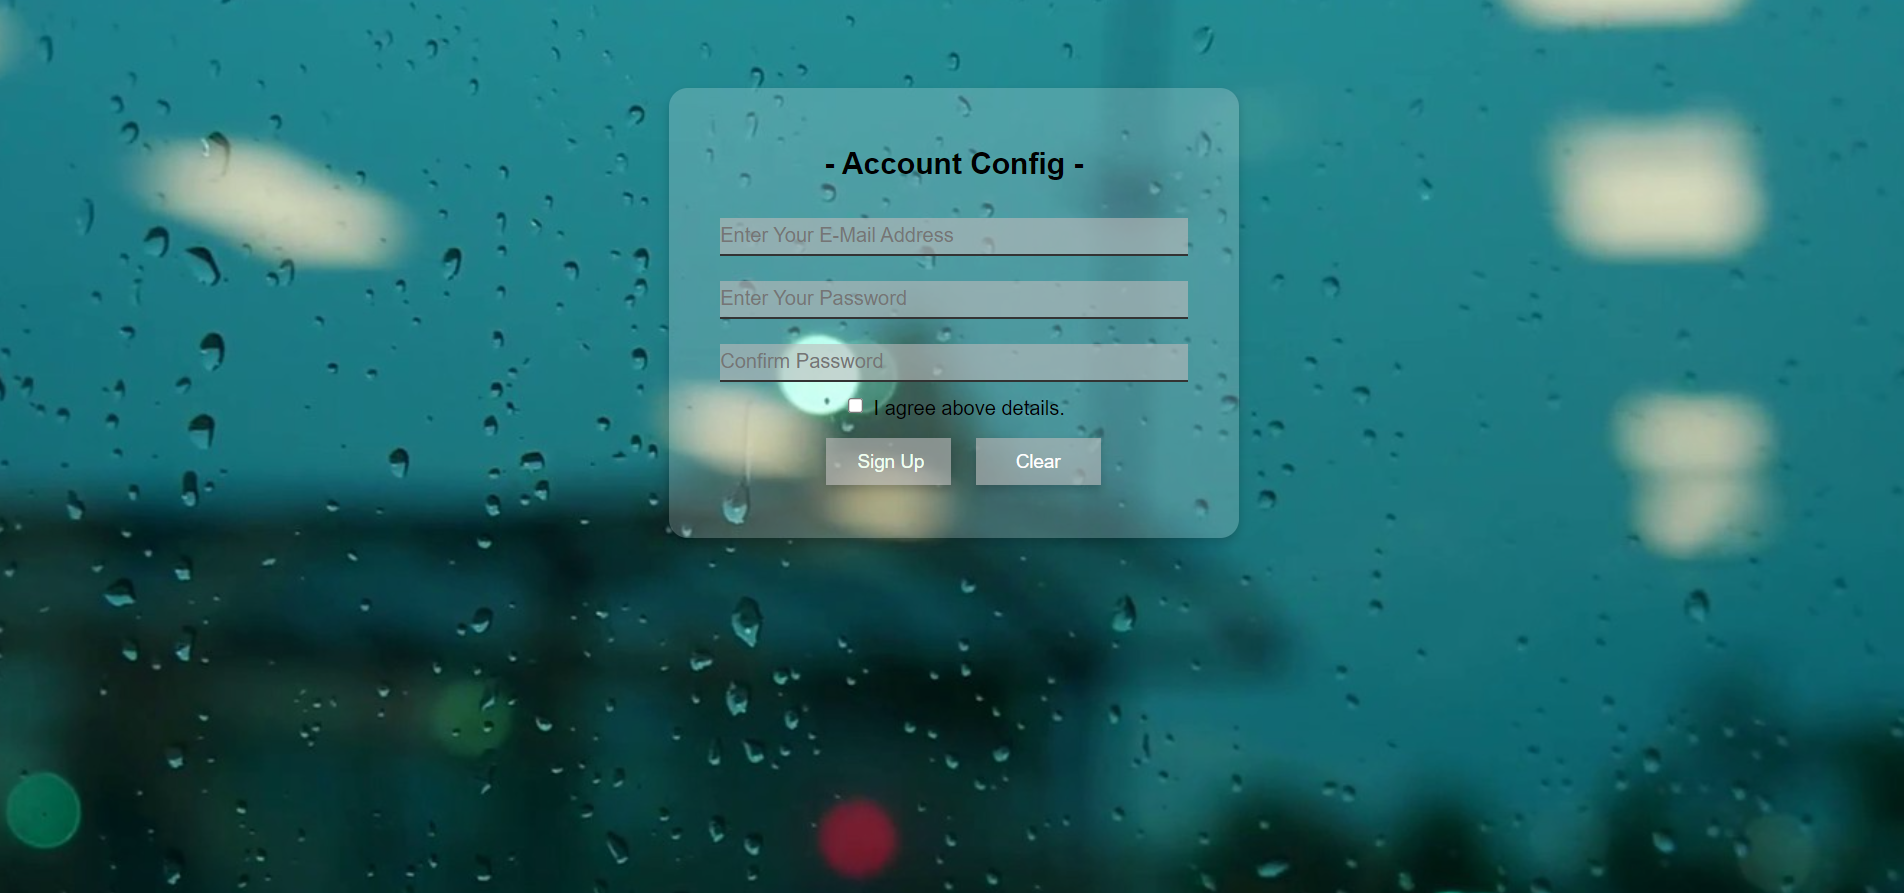 - Account Config -
Enter Your E-Mail Address
Enter Your Password
Confirm Password
I agree above details.
Sign Up
Clear